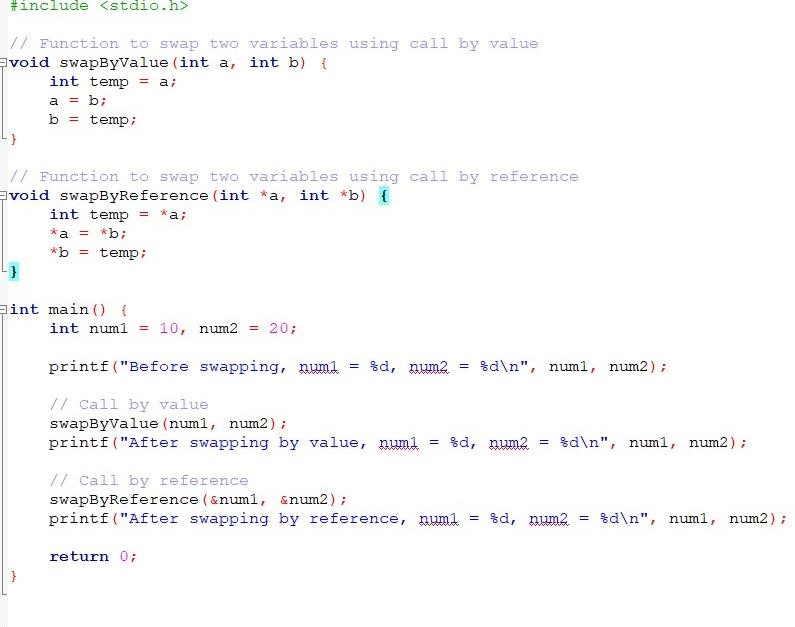 #include <stdio.h>
// Function to swap two variables using call by value
void swapByValue(int a, int b) {
int temp = a;
a = b;
b = temp;
}
// Function to swap two variables using call by reference
void swapByReference(int *a, int *b) {
int temp = *a;
*a = *b;
*b = temp;
}
int main() {
int num1 = 10, num2 = 20;
printf("Before swapping, num1 = %d, num2 = %d\n", num1, num2);
// Call by value
swapByValue(num1, num2);
printf("After swapping by value, num1 = %d, num2 = %d\n", num1, num2);
// Call by reference
swapByReference(&num1, &num2);
printf("After swapping by reference, num1 = %d, num2 = %d\n", num1, num2);
return 0;
}